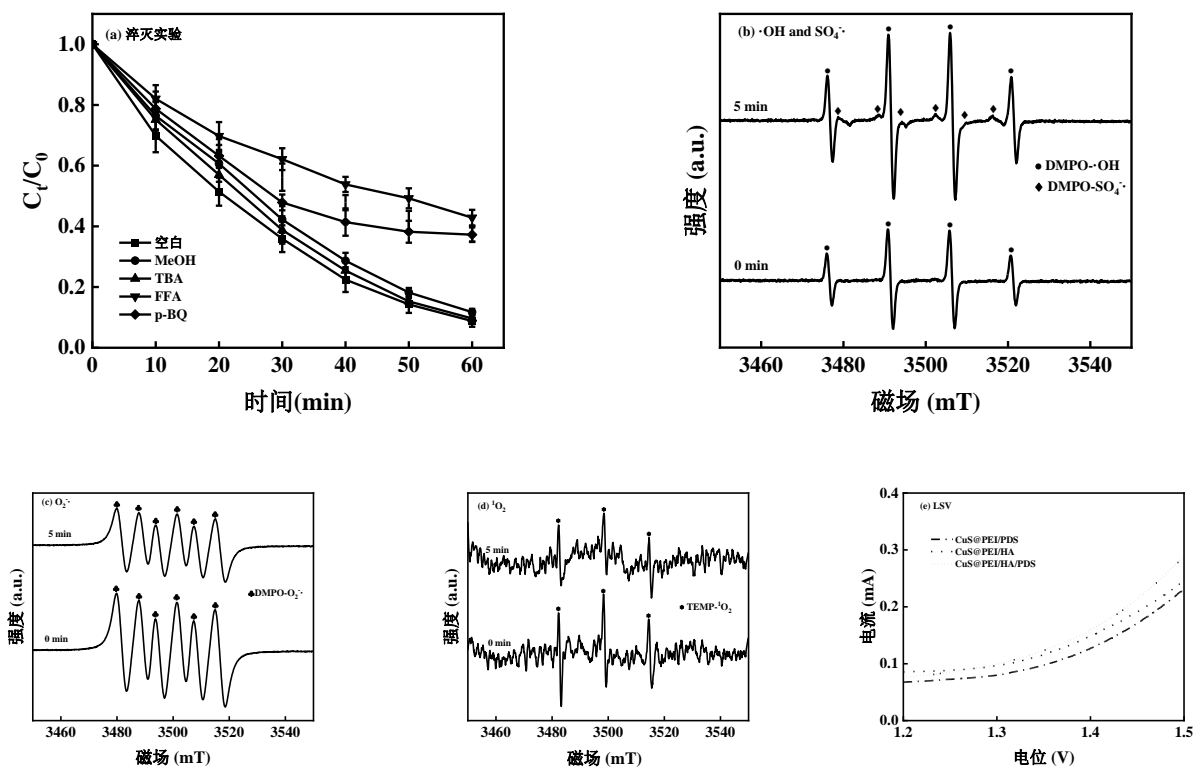 (a) 淬灭实验
1.0
0.8
0.6
0.4
0.2
0.0
C_t/C_0
空白
MeOH
TBA
FFA
p-BQ
0 10 20 30 40 50 60
时间(min)
(b) ·OH and SO₄⁻·
5 min
DMPO-·OH
DMPO-SO₄⁻·
0 min
强度 (a.u.)
3460 3480 3500 3520 3540
磁场 (mT)
(c) O₂⁻·
5 min
DMPO-O₂⁻·
0 min
强度 (a.u.)
3460 3480 3500 3520 3540
磁场 (mT)
(d) ¹O₂
5 min
TEMP-¹O₂
0 min
强度 (a.u.)
3460 3480 3500 3520 3540
磁场 (mT)
(e) LSV
0.4
0.3
0.2
0.1
0.0
电流 (mA)
CuS@PEI/PDS
CuS@PEI/HA
CuS@PEI/HA/PDS
1.2 1.3 1.4 1.5
电位 (V)